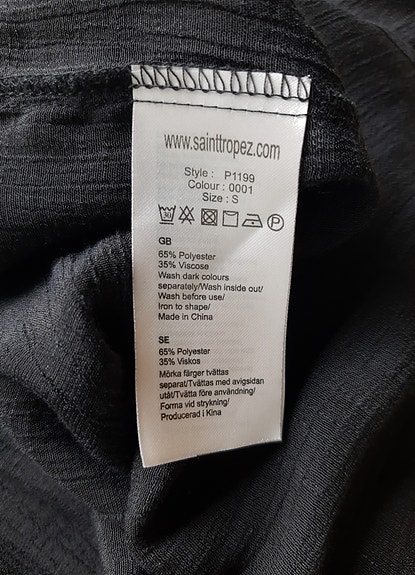 www.sainttropez.com
Style : P1199
Colour : 0001
Size : S
30 P
GB
65% Polyester
35% Viscose
Wash dark colours
separately/Wash inside out/
Wash before use/
Iron to shape/
Made in China
SE
65% Polyester
35% Viskos
Mörka färger tvättas
separat/Tvättas med avigsidan
utåt/Tvätta före användning/
Forma vid strykning/
Producerad i Kina